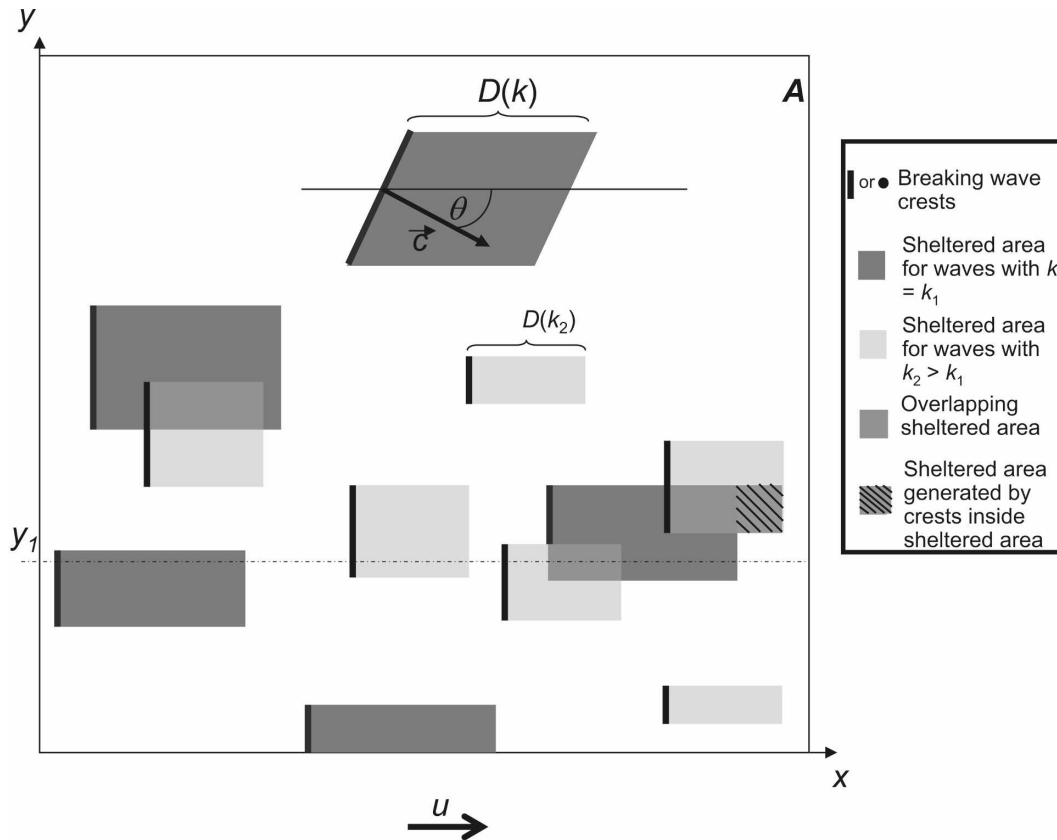 y
A
D(k)
θ
c
D(k2)
y1
x
u
or Breaking wave
crests
Sheltered area
for waves with k
= k1
Sheltered area
for waves with
k2 > k1
Overlapping
sheltered area
Sheltered area
generated by
crests inside
sheltered area